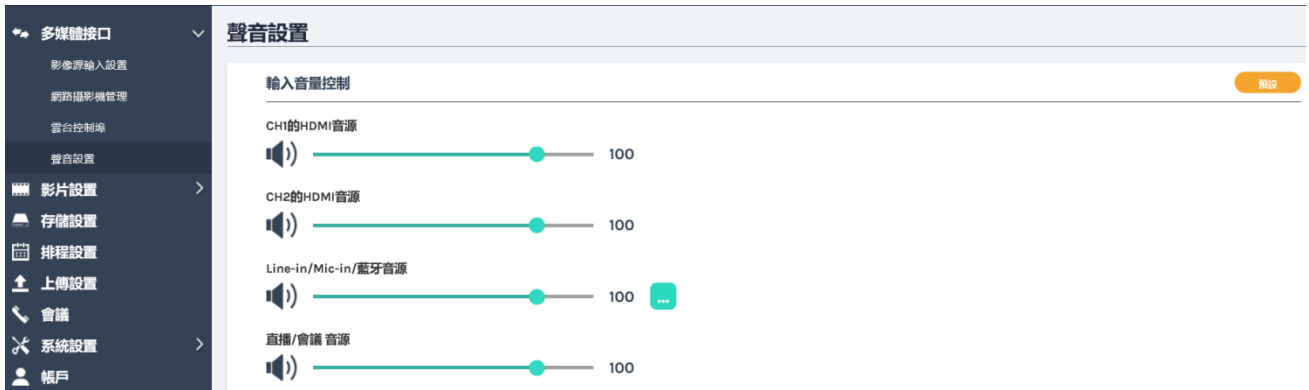 多媒體接口
影像源輸入設置
網路攝影機管理
雲台控制埠
聲音設置
影片設置
存儲設置
排程設置
上傳設置
會議
系統設置
帳戶
聲音設置
輸入音量控制
預設
CH1的HDMI音源
100
CH2的HDMI音源
100
Line-in/Mic-in/藍牙音源
100
...
直播/會議 音源
100